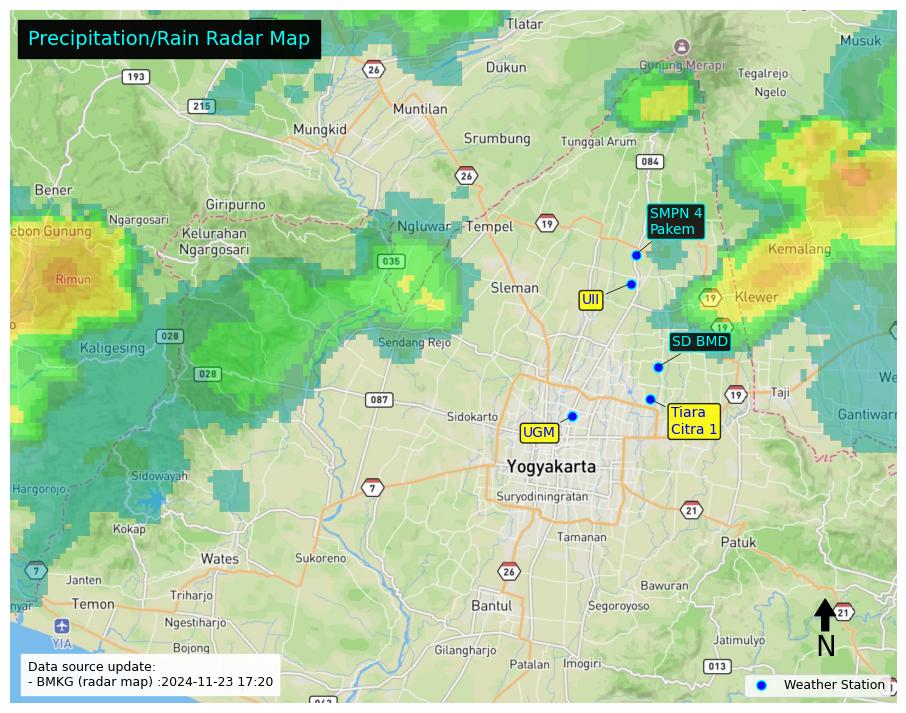 Precipitation/Rain Radar Map
Tlatar
Musuk
26
193
Dukun
Gunung Merapi
Tegalrejo
Ngelo
215
Muntilan
Mungkid
Srumbung
Tunggal Arum
084
26
Bener
Giripurno
Ngargosari
SMPN 4
Pakem
ebon Gunung
Kelurahan
Ngargosari
Ngluwar
Tempel
19
Kemalang
035
Rimun
Sleman
UII
19
Klewer
19
028
Kaligesing
Sendang Rejo
SD BMD
028
We
087
19
Taji
Sidokarto
Tiara
Citra 1
Gantiwarn
UGM
Yogyakarta
Sidowayah
Hargorojo
7
Suryodiningratan
21
Kokap
Tamanan
Patuk
Wates
Sukoreno
7
26
Janten
Bawuran
nyar
Temon
Triharjo
Bantul
Segoroyoso
21
Ngestiharjo
YIA
N
Bojong
Gilangharjo
Jatimulyo
Patalan
Imogiri
013
Data source update:
- BMKG (radar map) :2024-11-23 17:20
Weather Station